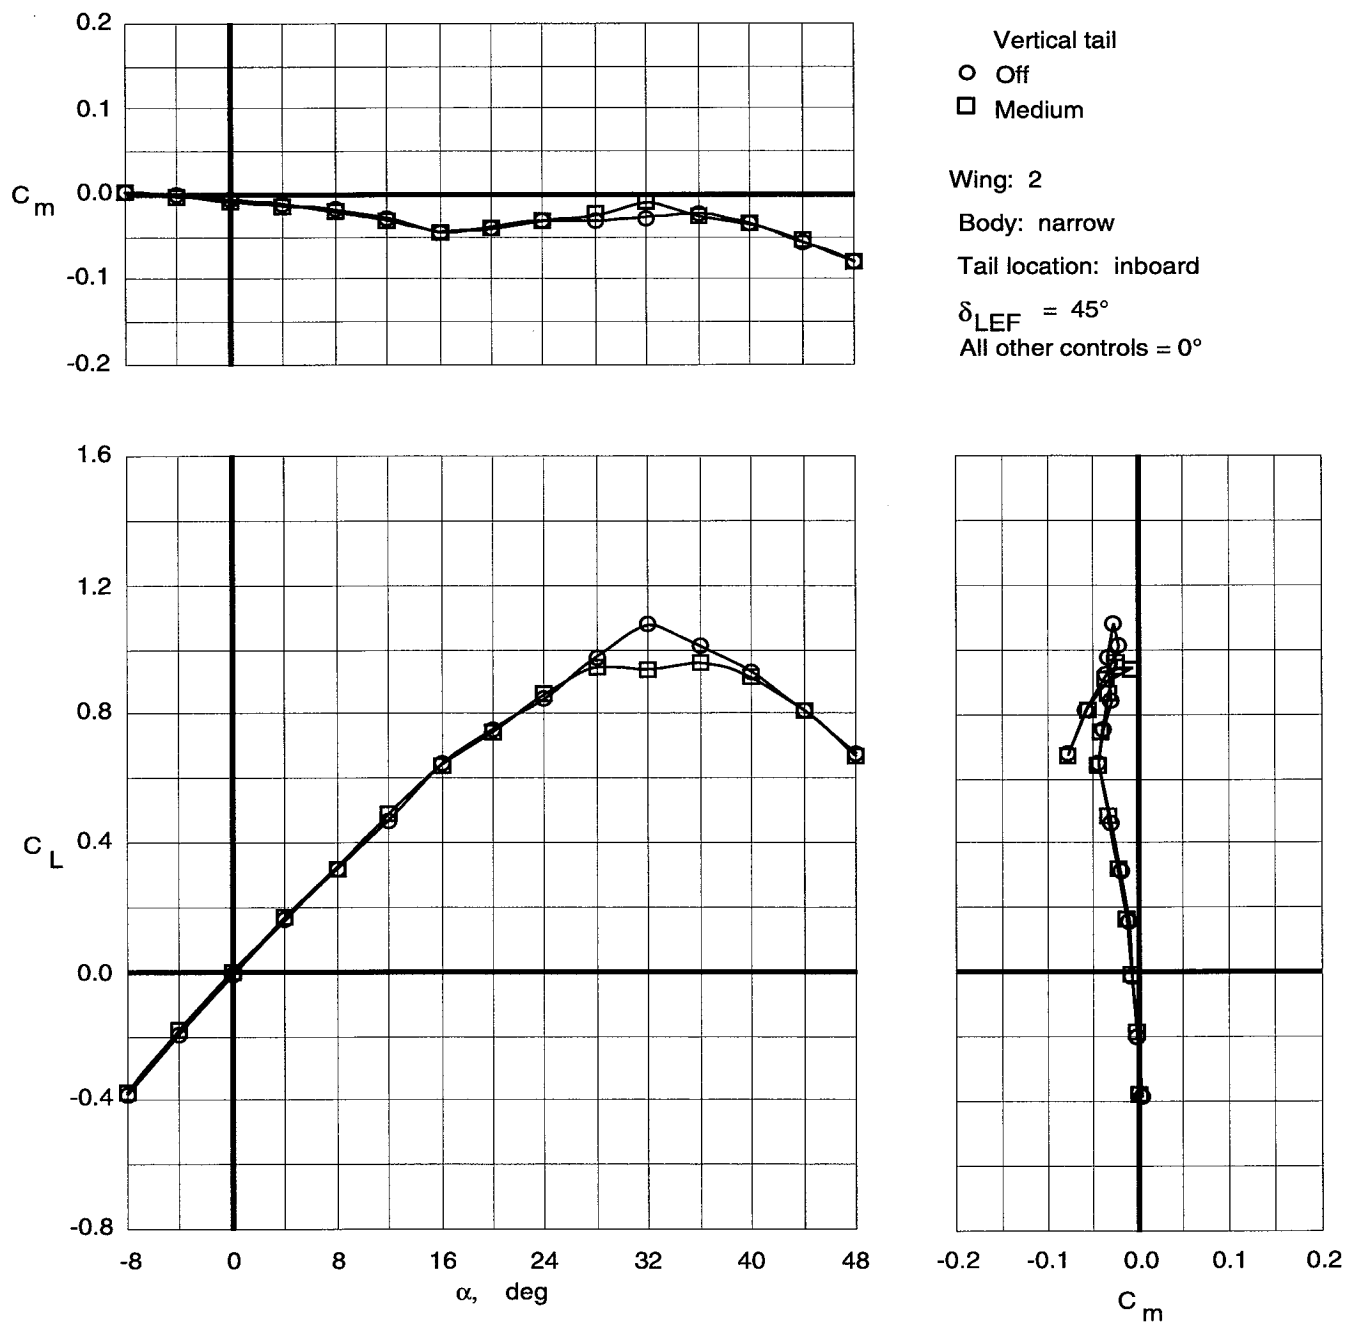 0.2
0.1
0.0
-0.1
-0.2
C m
Vertical tail
Off
Medium
Wing: 2
Body: narrow
Tail location: inboard
δLEF = 45°
All other controls = 0°
1.6
1.2
0.8
0.4
0.0
-0.4
-0.8
C L
-8 0 8 16 24 32 40 48
α, deg
-0.2 -0.1 0.0 0.1 0.2
C m